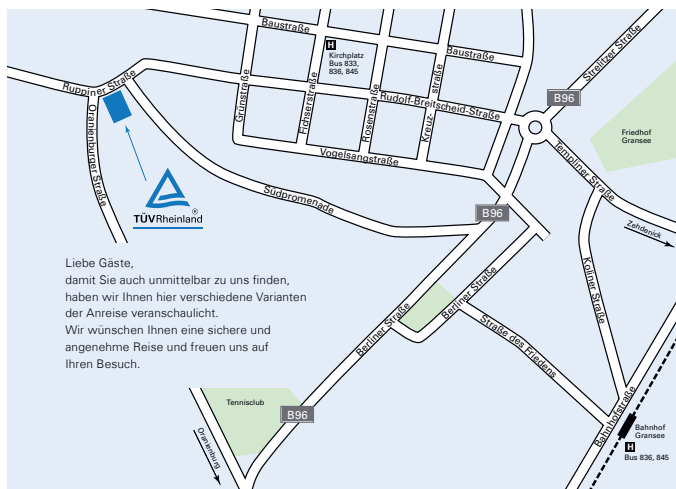 Baustraße
H
Kirchplatz
Bus 833,
836, 845
Baustraße
Strelitzer Straße
Ruppiner Straße
Grünstraße
Fichserstraße
Rosenstraße
Kreuz-
straße
Rudolf-Breitscheid-Straße
B96
Friedhof
Gransee
Oranienburger Straße
Vogelsangstraße
Templiner Straße
TÜVRheinland
®
Südpromenade
B96
Zehdenick
Liebe Gäste,
damit Sie auch unmittelbar zu uns finden,
haben wir Ihnen hier verschiedene Varianten
der Anreise veranschaulicht.
Wir wünschen Ihnen eine sichere und
angenehme Reise und freuen uns auf
Ihren Besuch.
Berliner Straße
Berliner Straße
Koliner Straße
Straße des Friedens
Tennisclub
B96
Oranienburg
Bahnhofstraße
Bahnhof
Gransee
H
Bus 836, 845